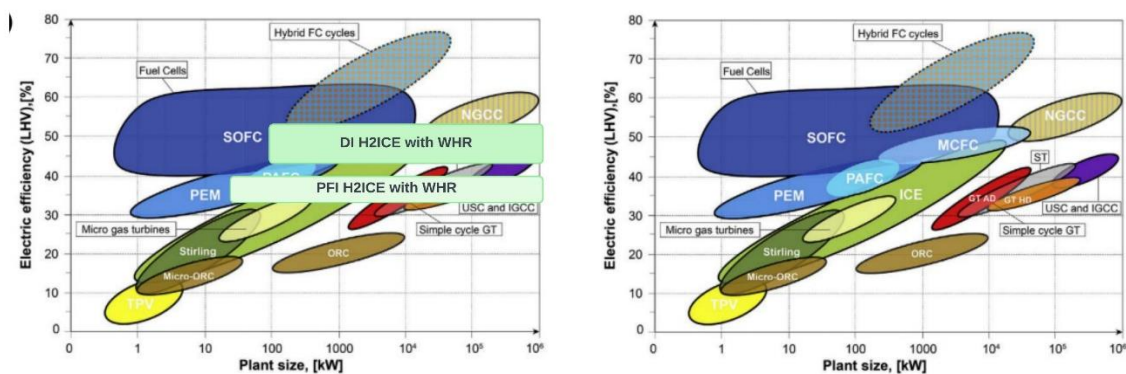 80
70
60
50
40
30
20
10
0
Electric efficiency (LHV),[%]
Hybrid FC cycles
Fuel Cells
SOFC
NGCC
DI H2ICE with WHR
PAFC
PEM
PFI H2ICE with WHR
USC and IGCC
Micro gas turbines
Simple cycle GT
Stirling
ORC
Micro-ORC
TPV
0
1
10
100
1000
10⁴
10⁵
10⁶
Plant size, [kW]
80
70
60
50
40
30
20
10
0
Electric efficiency (LHV),[%]
Hybrid FC cycles
Fuel Cells
SOFC
NGCC
MCFC
ST
PAFC
PEM
ICE
GT AD
GT HD
USC and IGCC
Micro gas turbines
Simple cycle GT
Stirling
ORC
Micro-ORC
TPV
0
1
10
100
1000
10⁴
10⁵
10⁶
Plant size, [kW]